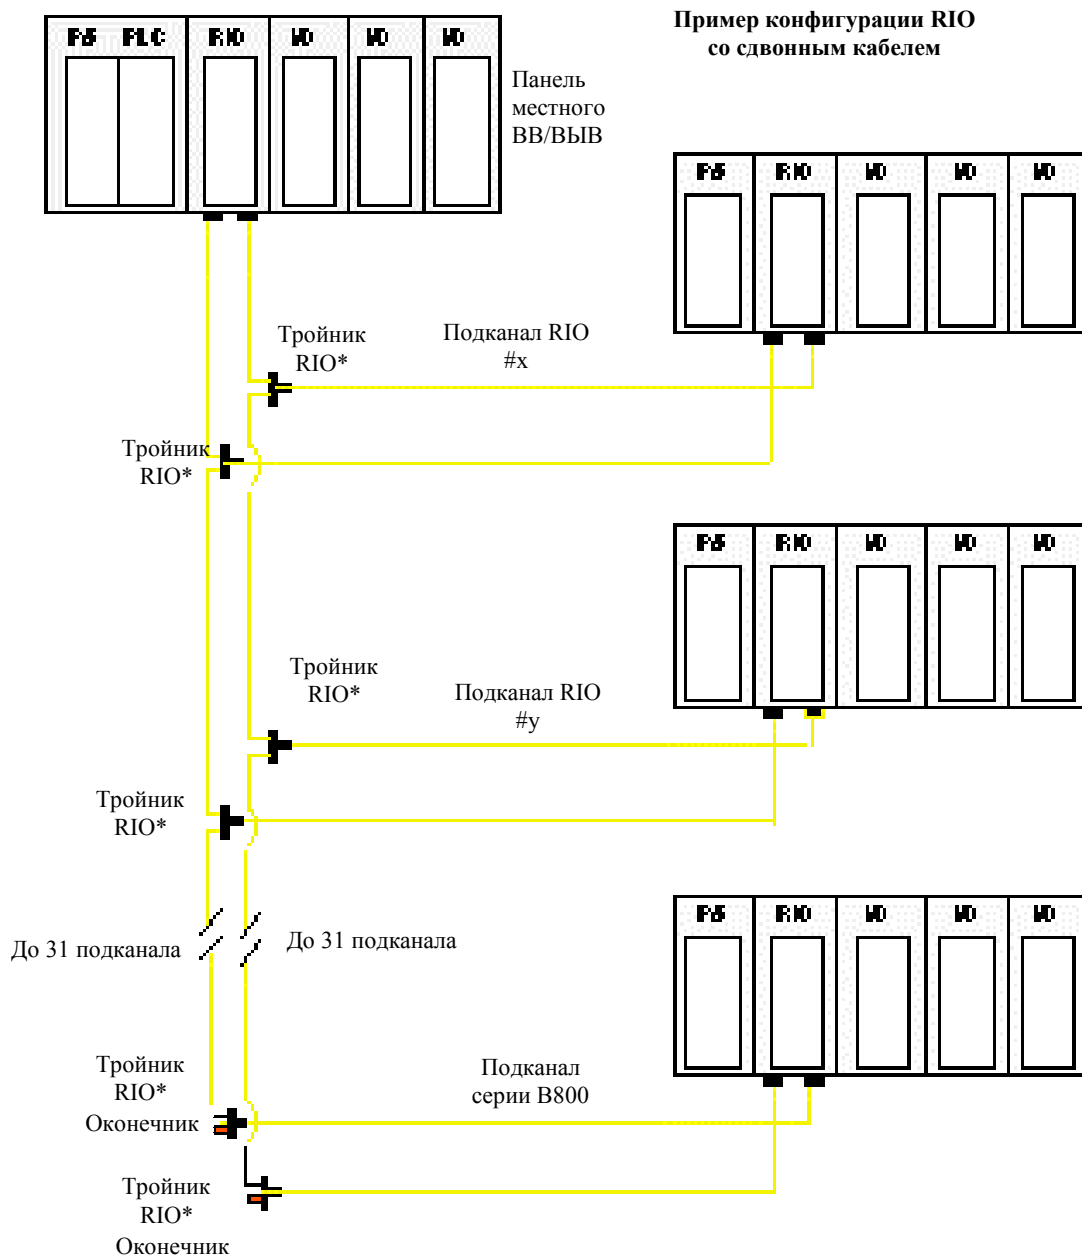 Пример конфигурации RIO
со сдвонным кабелем
PS PLC RIO I/O I/O I/O
Панель
местного
ВВ/ВЫВ
PS RIO I/O I/O I/O
Тройник
RIO*
Подканал RIO
#x
Тройник
RIO*
PS RIO I/O I/O I/O
Тройник
RIO*
Подканал RIO
#y
Тройник
RIO*
PS RIO I/O I/O I/O
До 31 подканала
До 31 подканала
Тройник
RIO*
Оконечник
Подканал
серии B800
Тройник
RIO*
Оконечник